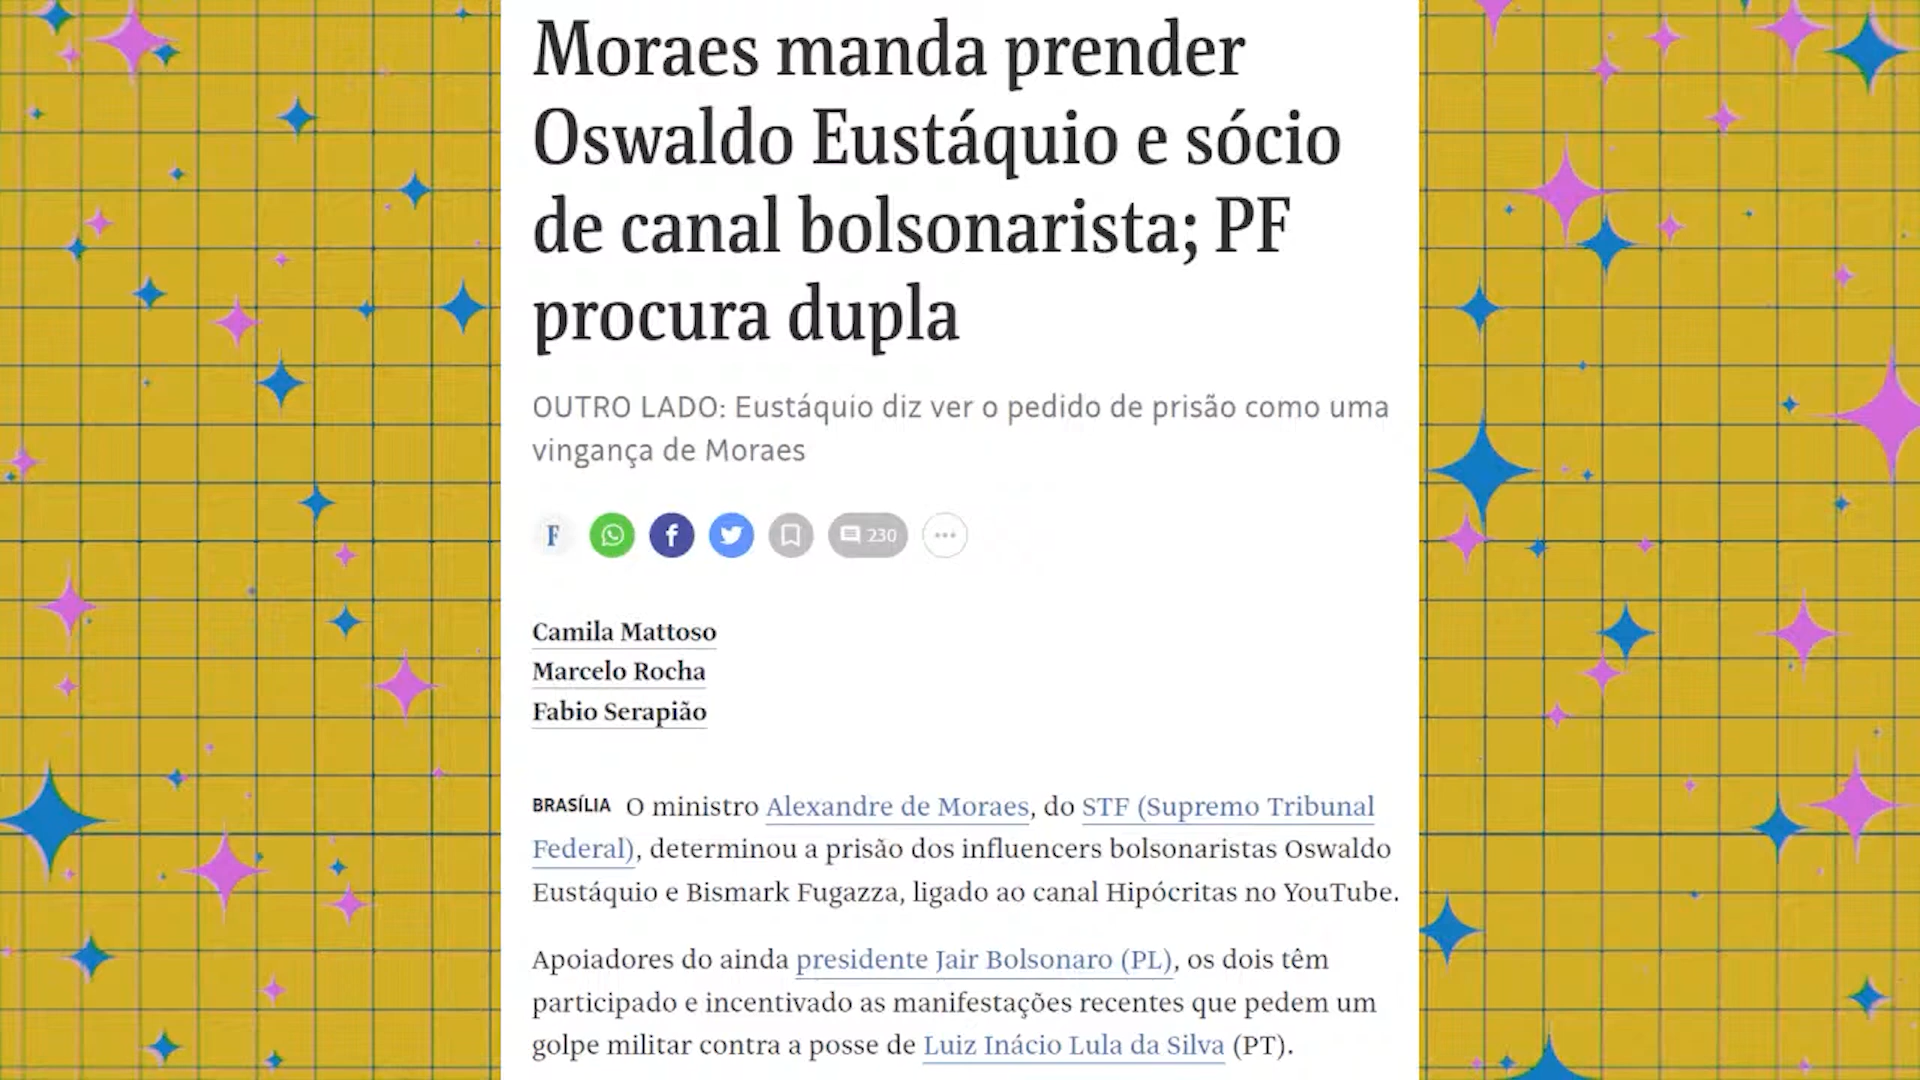 Moraes manda prender
Oswaldo Eustáquio e sócio
de canal bolsonarista; PF
procura dupla
OUTRO LADO: Eustáquio diz ver o pedido de prisão como uma
vingança de Moraes
F
230
Camila Mattoso
Marcelo Rocha
Fabio Serapião
BRASÍLIA O ministro Alexandre de Moraes, do STF (Supremo Tribunal
Federal), determinou a prisão dos influencers bolsonaristas Oswaldo
Eustáquio e Bismark Fugazza, ligado ao canal Hipócritas no YouTube.
Apoiadores do ainda presidente Jair Bolsonaro (PL), os dois têm
participado e incentivado as manifestações recentes que pedem um
golpe militar contra a posse de Luiz Inácio Lula da Silva (PT).